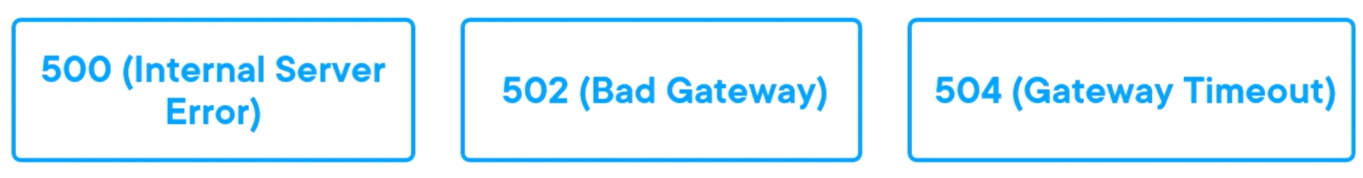 500 (Internal Server
Error)
502 (Bad Gateway)
504 (Gateway Timeout)